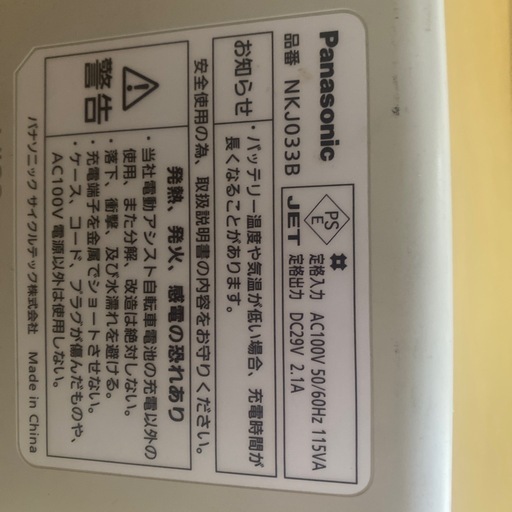 Panasonic
品番 NKJ033B
PS
E
JET
定格入力 AC100V 50/60Hz 115VA
定格出力 DC29V 2.1A
お知らせ
・バッテリー温度や気温が低い場合、充電時間が
長くなることがあります。
安全使用の為、取扱説明書の内容をお守りください。
警告
発熱、発火、感電の恐れあり
・当社電動アシスト自転車電池の充電以外の
使用、また分解、改造は絶対しない。
・落下、衝撃、及び水濡れを避ける。
・充電端子を金属でショートさせない。
・ケース、コード、プラグが傷んだものや、
AC100V 電源以外は使用しない。
パナソニック サイクルテック株式会社 Made in China